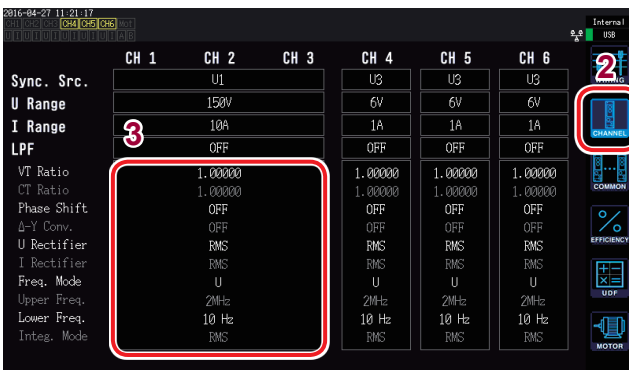 2016-04-27 11:21:17
CH1 CH2 CH3 CH4 CH5 CH6 Mot
U I U I U I U I U I U I A B
Internal
USB
CH 1 CH 2 CH 3 CH 4 CH 5 CH 6
2
WIRING
Sync. Src. U1 U3 U3 U3
U Range 150V 6V 6V 6V
I Range 10A 1A 1A 1A
CHANNEL
3
LPF OFF OFF OFF OFF
VT Ratio 1.00000 1.00000 1.00000 1.00000
CT Ratio 1.00000 1.00000 1.00000 1.00000
COMMON
Phase Shift OFF OFF OFF OFF
Δ-Y Conv. OFF OFF OFF OFF
EFFICIENCY
U Rectifier RMS RMS RMS RMS
I Rectifier RMS RMS RMS RMS
Freq. Mode U U U U
UDF
Upper Freq. 2MHz 2MHz 2MHz 2MHz
Lower Freq. 10 Hz 10 Hz 10 Hz 10 Hz
Integ. Mode RMS RMS RMS RMS
MOTOR